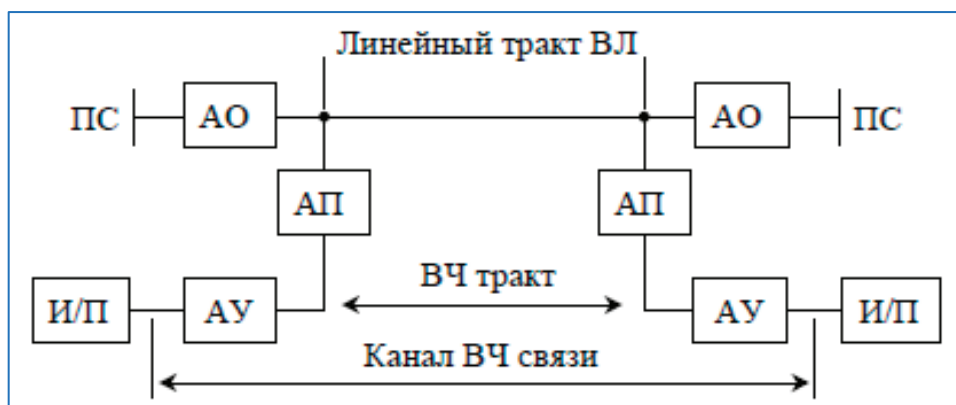 Линейный тракт ВЛ
ПС АО АО ПС
АП АП
ВЧ тракт
И/П АУ АУ И/П
Канал ВЧ связи